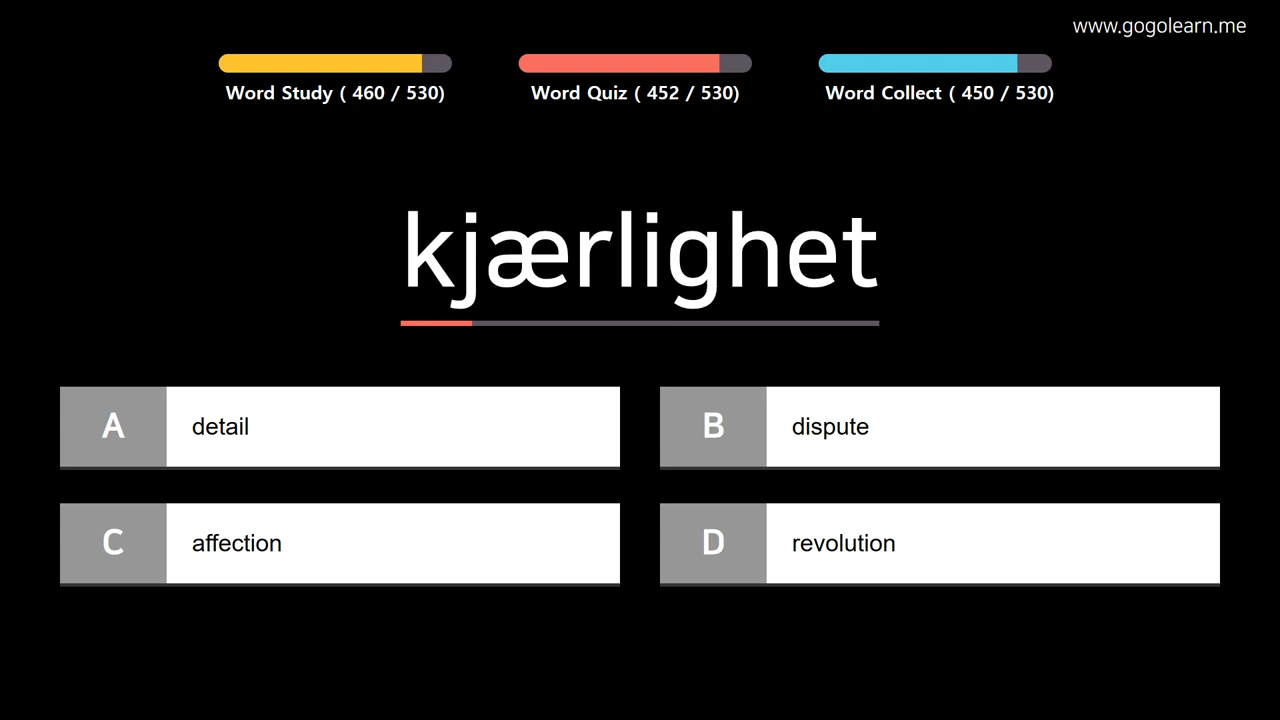 www.gogolearn.me
Word Study ( 460 / 530)
Word Quiz ( 452 / 530)
Word Collect ( 450 / 530)
kjærlighet
A detail
B dispute
C affection
D revolution